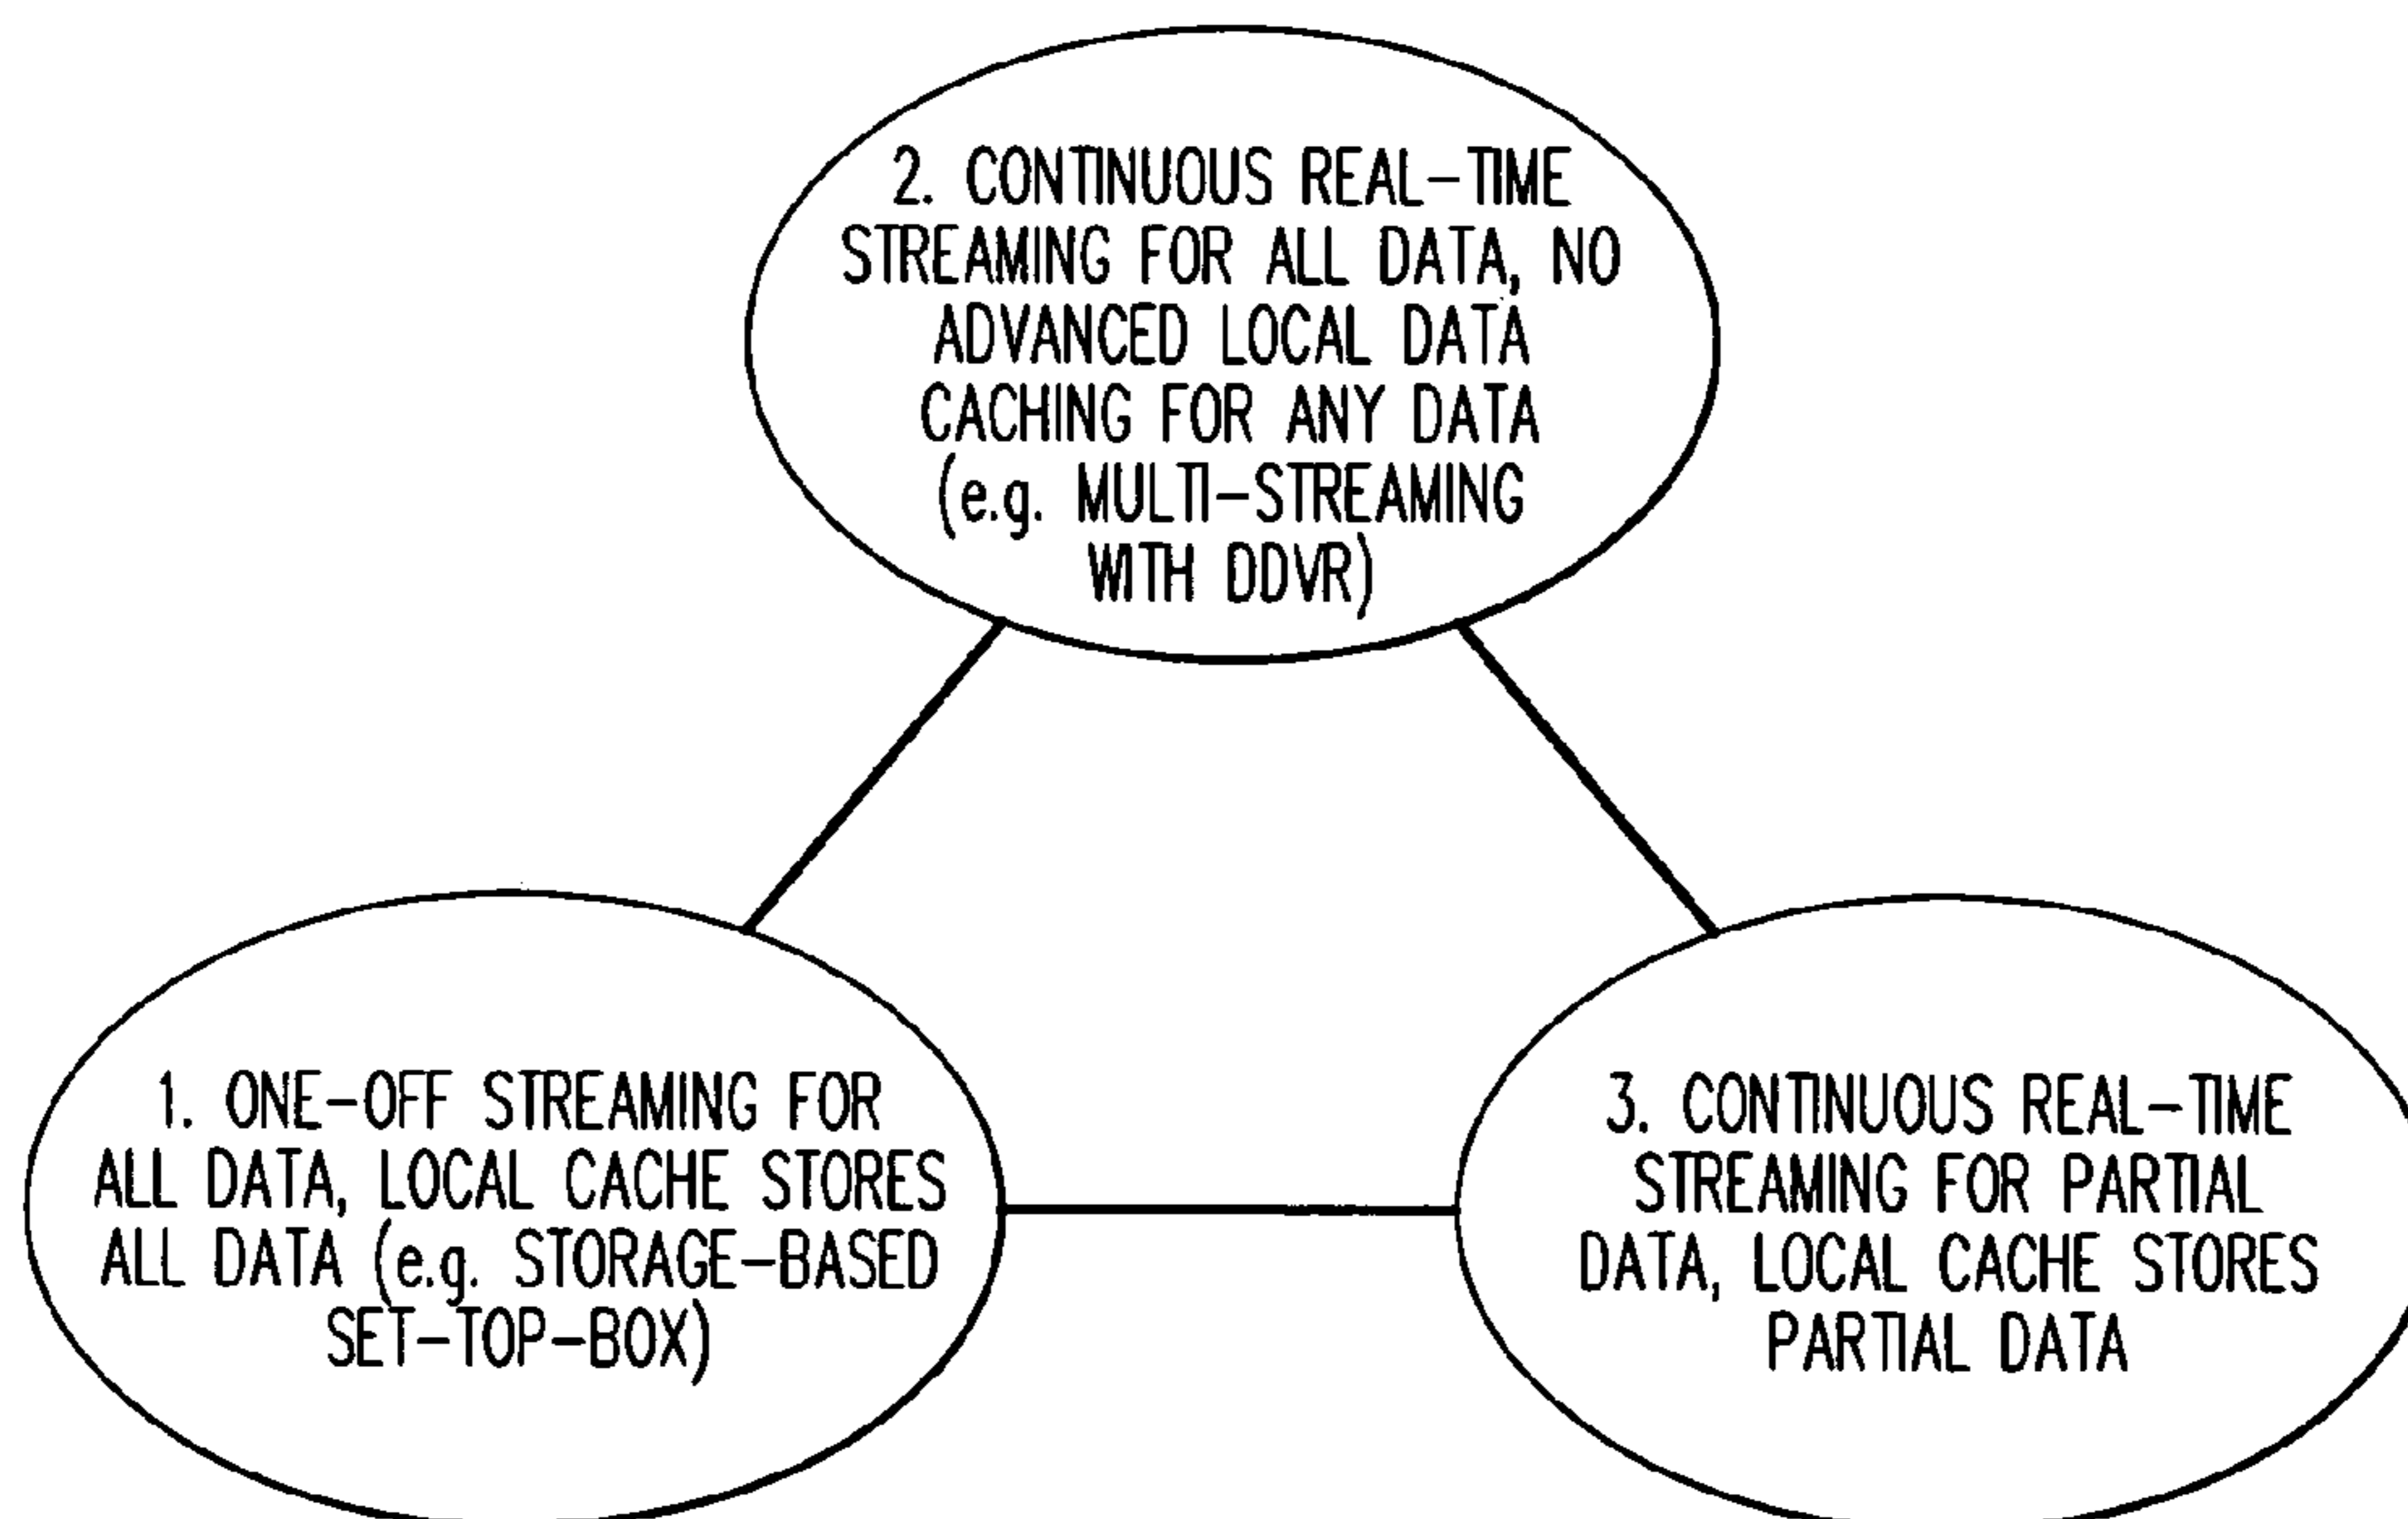 2. CONTINUOUS REAL-TIME
STREAMING FOR ALL DATA, NO
ADVANCED LOCAL DATA
CACHING FOR ANY DATA
(e.g. MULTI-STREAMING
WITH DDVR)
1. ONE-OFF STREAMING FOR
ALL DATA, LOCAL CACHE STORES
ALL DATA (e.g. STORAGE-BASED
SET-TOP-BOX)
3. CONTINUOUS REAL-TIME
STREAMING FOR PARTIAL
DATA, LOCAL CACHE STORES
PARTIAL DATA